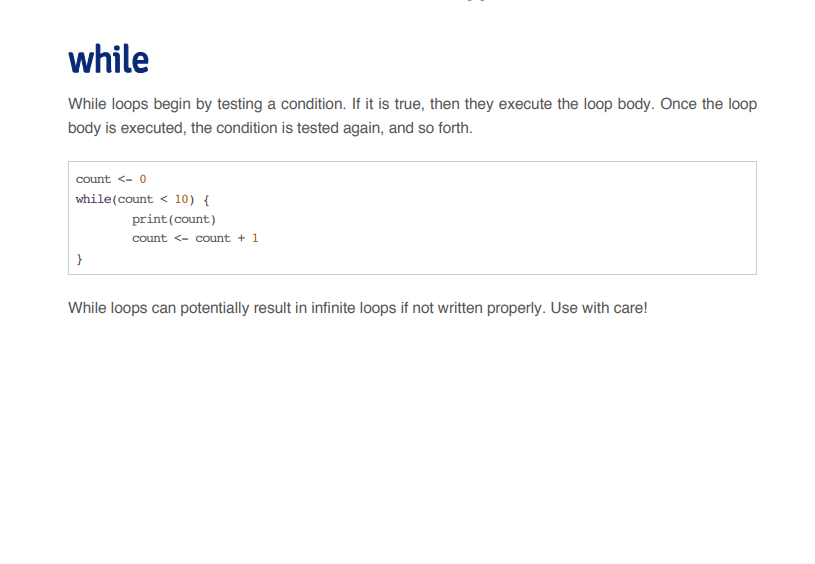 while
While loops begin by testing a condition. If it is true, then they execute the loop body. Once the loop
body is executed, the condition is tested again, and so forth.
count <- 0
while(count < 10) {
        print(count)
        count <- count + 1
}
While loops can potentially result in infinite loops if not written properly. Use with care!